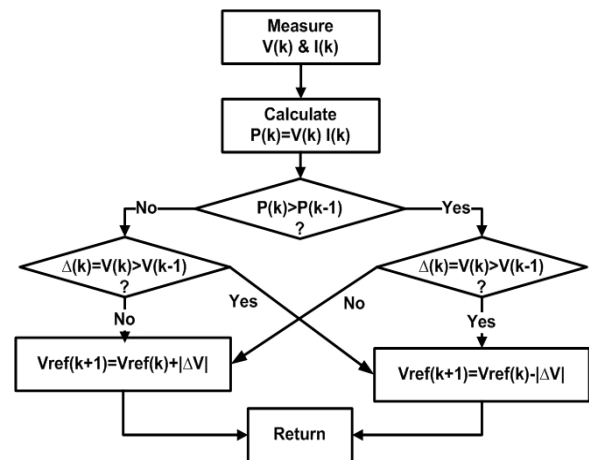 Measure
V(k) & I(k)
Calculate
P(k)=V(k) I(k)
P(k)>P(k-1)
?
No
Yes
Δ(k)=V(k)>V(k-1)
?
Δ(k)=V(k)>V(k-1)
?
Yes
No
No
Yes
Vref(k+1)=Vref(k)+|ΔV|
Vref(k+1)=Vref(k)-|ΔV|
Return